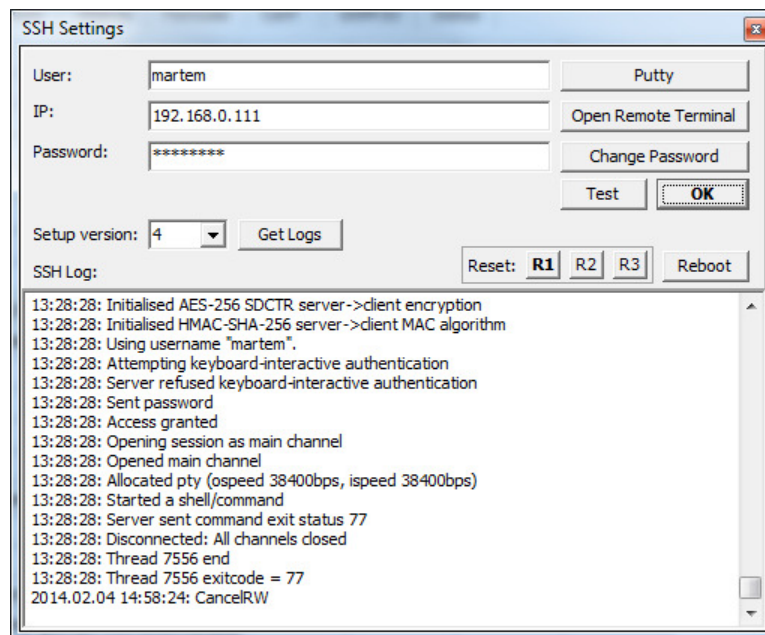 SSH Settings
User: martem Putty
IP: 192.168.0.111 Open Remote Terminal
Password: ******** Change Password
Test OK
Setup version: 4 Get Logs
SSH Log: Reset: R1 R2 R3 Reboot
13:28:28: Initialised AES-256 SDCTR server->client encryption
13:28:28: Initialised HMAC-SHA-256 server->client MAC algorithm
13:28:28: Using username "martem".
13:28:28: Attempting keyboard-interactive authentication
13:28:28: Server refused keyboard-interactive authentication
13:28:28: Sent password
13:28:28: Access granted
13:28:28: Opening session as main channel
13:28:28: Opened main channel
13:28:28: Allocated pty (ospeed 38400bps, ispeed 38400bps)
13:28:28: Started a shell/command
13:28:28: Server sent command exit status 77
13:28:28: Disconnected: All channels closed
13:28:28: Thread 7556 end
13:28:28: Thread 7556 exitcode = 77
2014.02.04 14:58:24: CancelRW